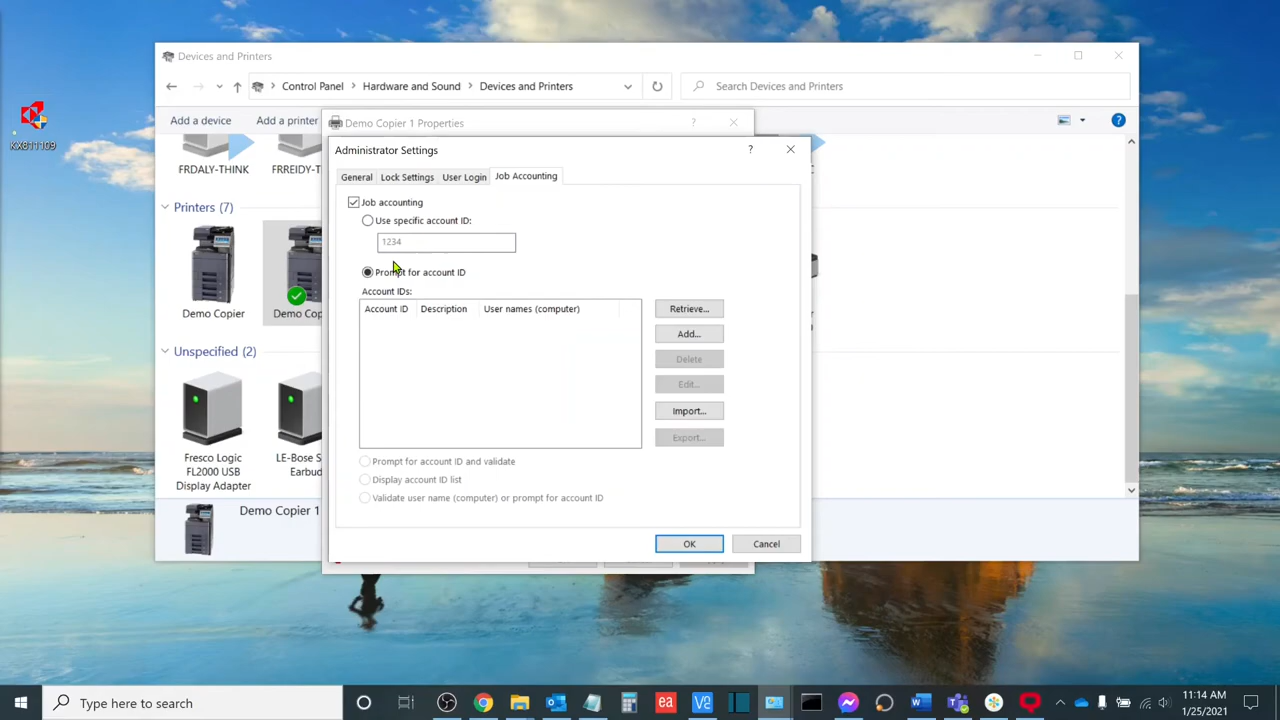 Devices and Printers
Control Panel > Hardware and Sound > Devices and Printers
Search Devices and Printers
Add a device
Add a printer
KX811109
Demo Copier 1 Properties
?
Administrator Settings
?
FRDALY-THINK
FRREIDY-T
General
Lock Settings
User Login
Job Accounting
Job accounting
Use specific account ID:
1234
Prompt for account ID
Account IDs:
Account ID
Description
User names (computer)
Retrieve...
Add...
Delete
Edit...
Import...
Export...
Prompt for account ID and validate
Display account ID list
Validate user name (computer) or prompt for account ID
OK
Cancel
Printers (7)
Demo Copier
Demo Cop
Unspecified (2)
Fresco Logic
FL2000 USB
Display Adapter
LE-Bose S
Earbud
Demo Copier 1
Type here to search
ea
11:14 AM
1/25/2021